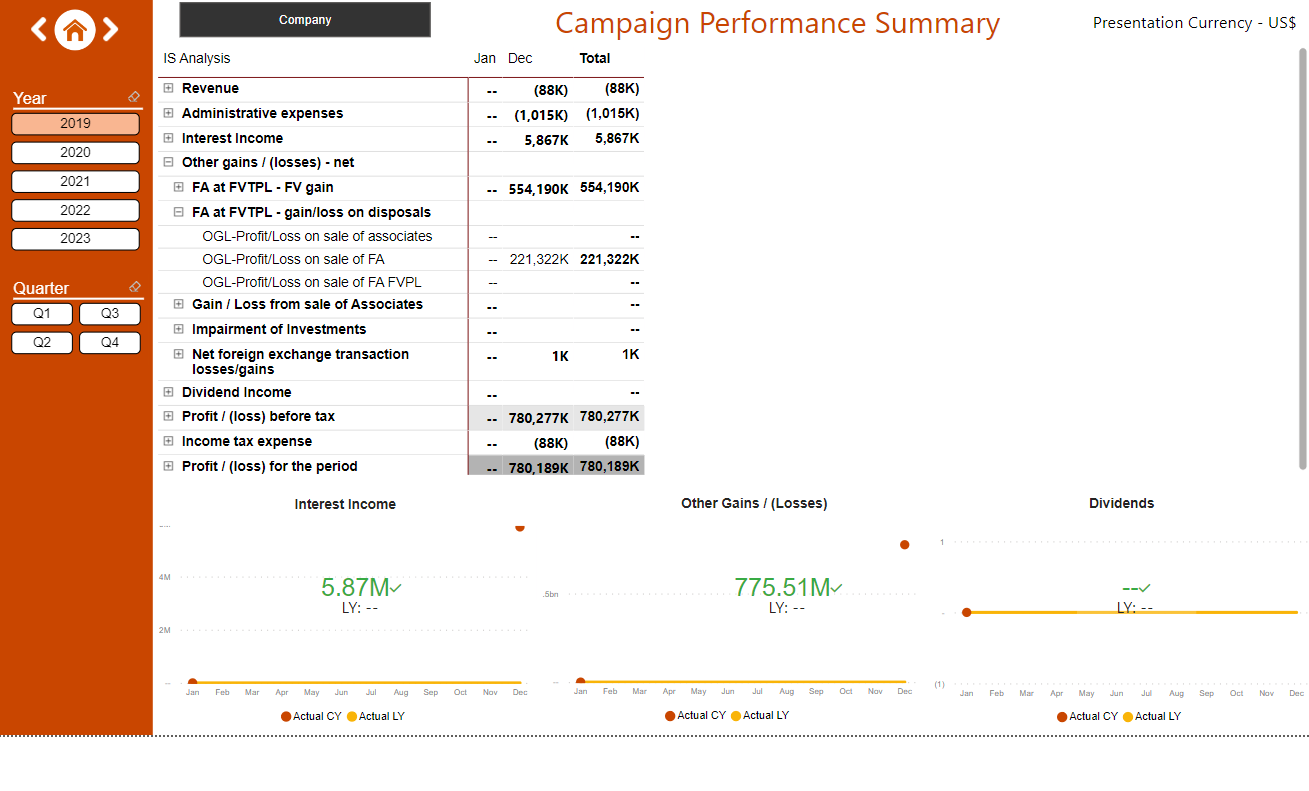 Company
Campaign Performance Summary
Presentation Currency - US$
Year
2019
2020
2021
2022
2023
Quarter
Q1 Q3
Q2 Q4
IS Analysis Jan Dec Total
Revenue -- (88K) (88K)
Administrative expenses -- (1,015K) (1,015K)
Interest Income -- 5,867K 5,867K
Other gains / (losses) - net
FA at FVTPL - FV gain -- 554,190K 554,190K
FA at FVTPL - gain/loss on disposals
OGL-Profit/Loss on sale of associates -- --
OGL-Profit/Loss on sale of FA -- 221,322K 221,322K
OGL-Profit/Loss on sale of FA FVPL -- --
Gain / Loss from sale of Associates -- --
Impairment of Investments -- --
Net foreign exchange transaction -- 1K 1K
losses/gains
Dividend Income -- --
Profit / (loss) before tax -- 780,277K 780,277K
Income tax expense -- (88K) (88K)
Profit / (loss) for the period -- 780,189K 780,189K
Interest Income
4M
2M
--
5.87M
LY: --
Jan Feb Mar Apr May Jun Jul Aug Sep Oct Nov Dec
Actual CY Actual LY
Other Gains / (Losses)
.5bn
--
775.51M
LY: --
Jan Feb Mar Apr May Jun Jul Aug Sep Oct Nov Dec
Actual CY Actual LY
Dividends
1
-
(1)
--
LY: --
Jan Feb Mar Apr May Jun Jul Aug Sep Oct Nov Dec
Actual CY Actual LY